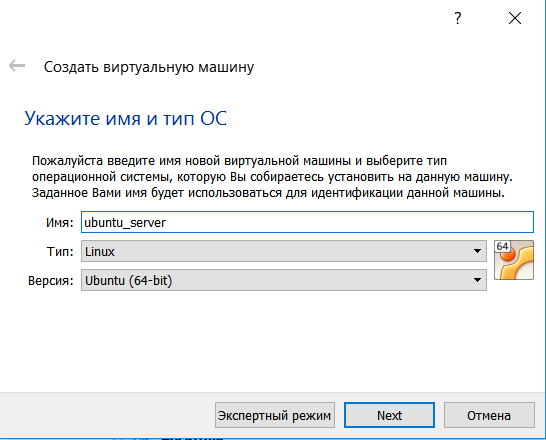 ?
Создать виртуальную машину
Укажите имя и тип ОС
Пожалуйста введите имя новой виртуальной машины и выберите тип
операционной системы, которую Вы собираетесь установить на данную машину.
Заданное Вами имя будет использоваться для идентификации данной машины.
Имя: ubuntu_server
Тип: Linux
64
Версия: Ubuntu (64-bit)
Экспертный режим Next Отмена